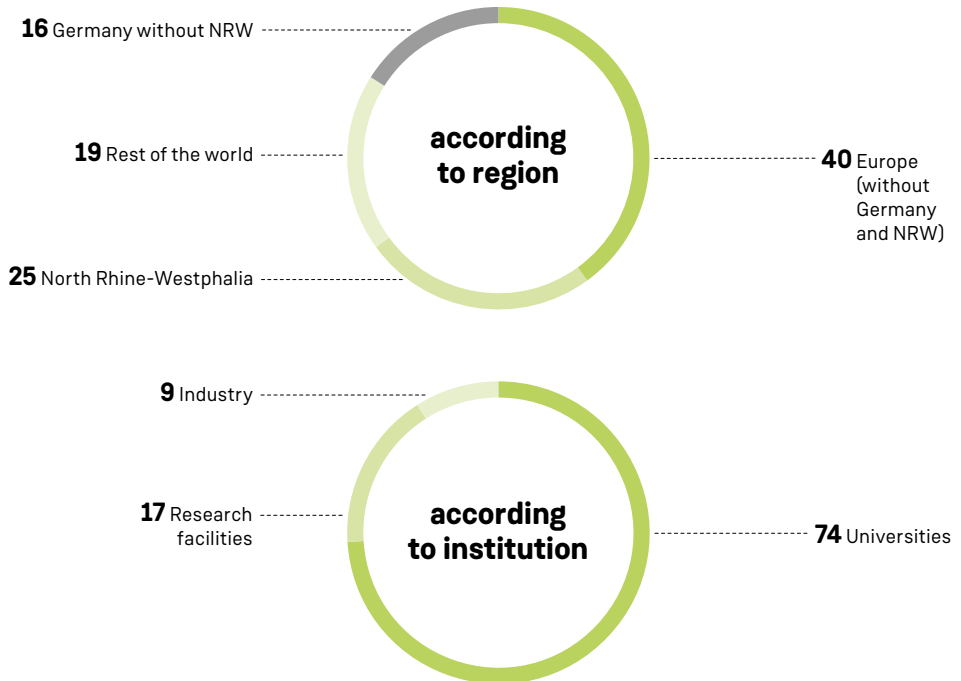 16 Germany without NRW
19 Rest of the world
25 North Rhine-Westphalia
according
to region
40 Europe
(without
Germany
and NRW)
9 Industry
17 Research
facilities
according
to institution
74 Universities